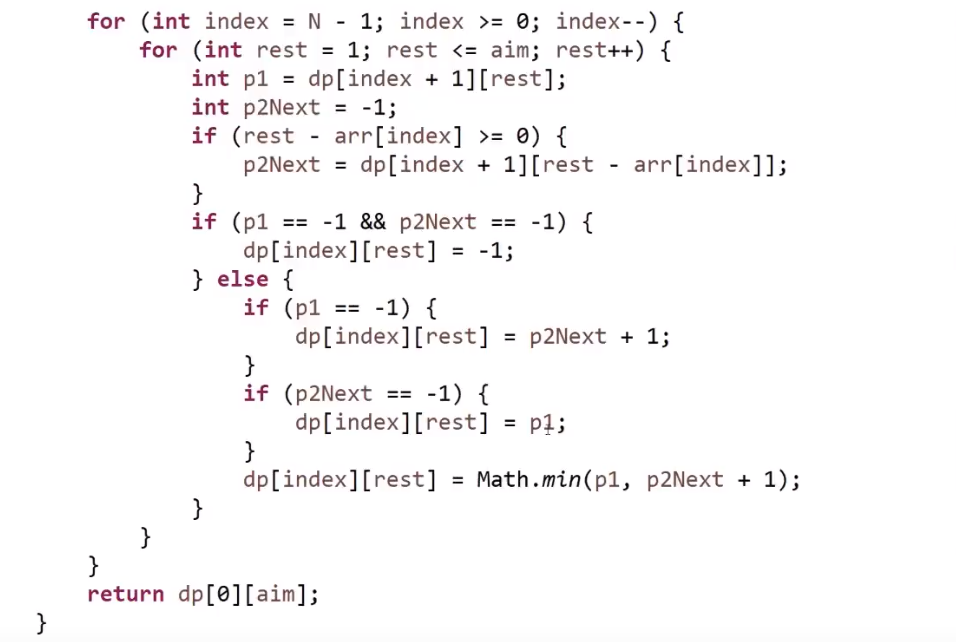 for (int index = N - 1; index >= 0; index--) {
for (int rest = 1; rest <= aim; rest++) {
int p1 = dp[index + 1][rest];
int p2Next = -1;
if (rest - arr[index] >= 0) {
p2Next = dp[index + 1][rest - arr[index]];
}
if (p1 == -1 && p2Next == -1) {
dp[index][rest] = -1;
} else {
if (p1 == -1) {
dp[index][rest] = p2Next + 1;
}
if (p2Next == -1) {
dp[index][rest] = p1;
}
dp[index][rest] = Math.min(p1, p2Next + 1);
}
}
}
return dp[0][aim];
}